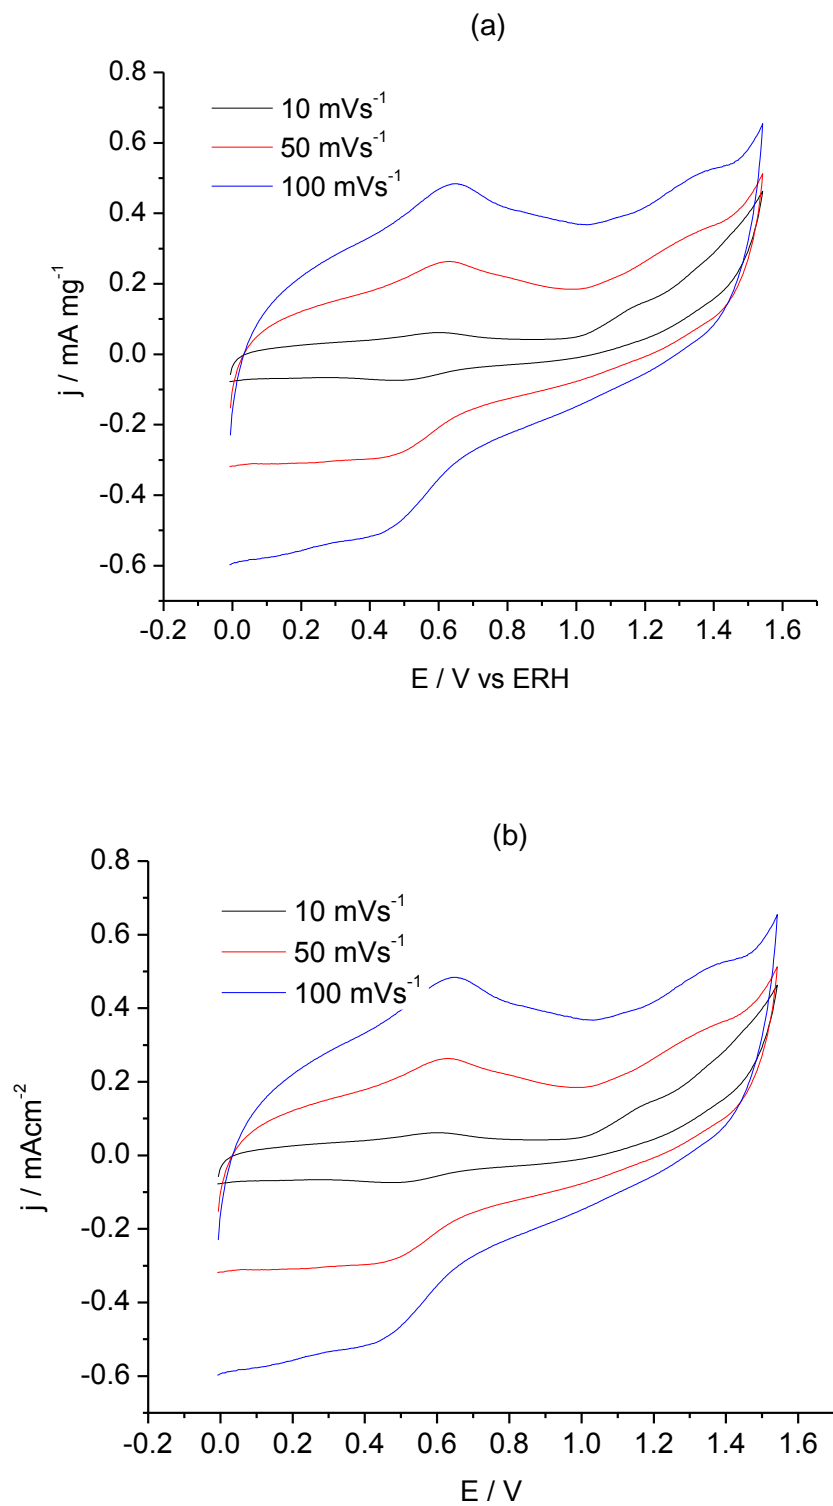 (a)
0.8
0.6
0.4
0.2
0.0
-0.2
-0.4
-0.6
j / mA mg⁻¹
10 mVs⁻¹
50 mVs⁻¹
100 mVs⁻¹
-0.2 0.0 0.2 0.4 0.6 0.8 1.0 1.2 1.4 1.6
E / V vs ERH
(b)
0.8
0.6
0.4
0.2
0.0
-0.2
-0.4
-0.6
j / mAcm⁻²
10 mVs⁻¹
50 mVs⁻¹
100 mVs⁻¹
-0.2 0.0 0.2 0.4 0.6 0.8 1.0 1.2 1.4 1.6
E / V